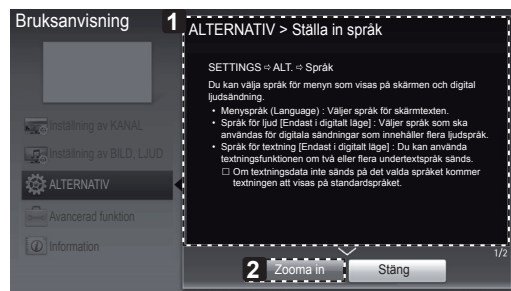 Bruksanvisning
1
ALTERNATIV > Ställa in språk
SETTINGS ⇨ ALT. ⇨ Språk
Du kan välja språk för menyn som visas på skärmen och digital
ljudsändning.
• Menyspråk (Language) : Väljer språk för skärmtexten.
• Språk för ljud [Endast i digitalt läge] : Väljer språk som ska
användas för digitala sändningar som innehåller flera ljudspråk.
• Språk för textning [Endast i digitalt läge] : Du kan använda
textningsfunktionen om två eller flera undertextspråk sänds.
☐ Om textningsdata inte sänds på det valda språket kommer
textningen att visas på standardspråket.
Inställning av KANAL
Inställning av BILD, LJUD
ALTERNATIV
Avancerad funktion
Information
1/2
2
Zooma in
Stäng